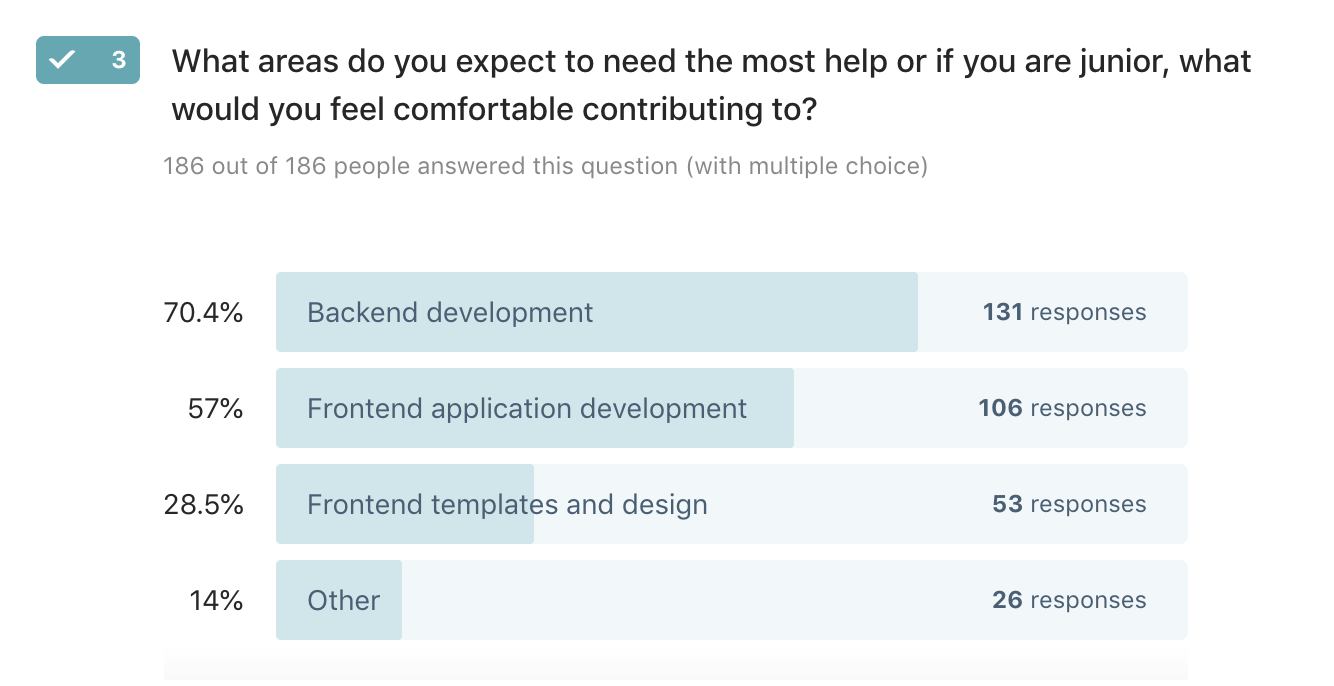 3
What areas do you expect to need the most help or if you are junior, what
would you feel comfortable contributing to?
186 out of 186 people answered this question (with multiple choice)
70.4% Backend development 131 responses
57% Frontend application development 106 responses
28.5% Frontend templates and design 53 responses
14% Other 26 responses